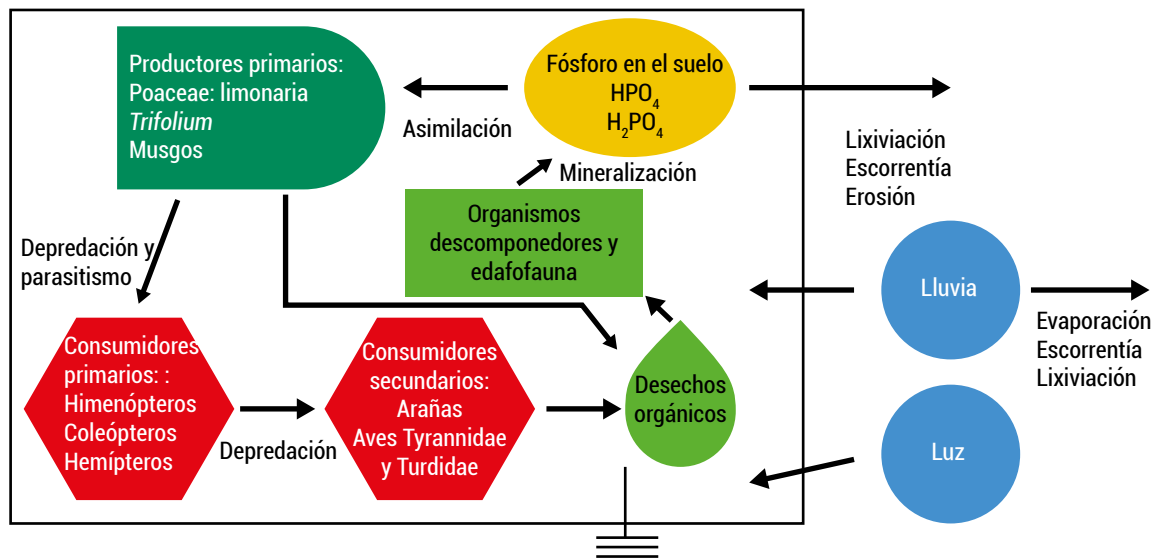 Productores primarios:
Poaceae: limonaria
Trifolium
Musgos
Asimilación
Fósforo en el suelo
HPO₄
H₂PO₄
Lixiviación
Escorrentía
Erosión
Mineralización
Organismos
descomponedores y
edafofauna
Depredación y
parasitismo
Lluvia
Evaporación
Escorrentía
Lixiviación
Consumidores
primarios: :
Himenópteros
Coleópteros
Hemípteros
Depredación
Consumidores
secundarios:
Arañas
Aves Tyrannidae
y Turdidae
Desechos
orgánicos
Luz